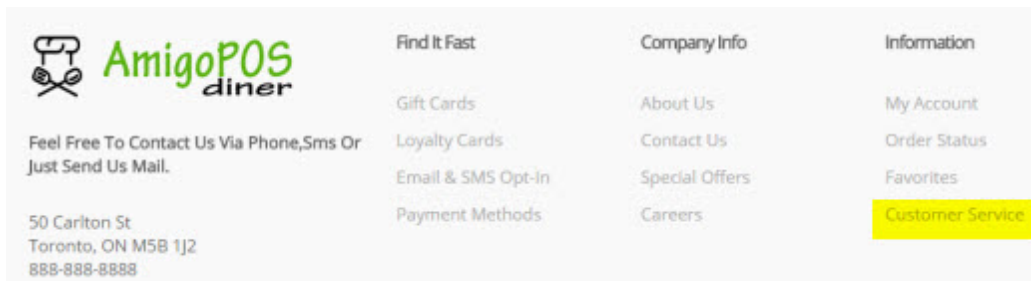 AmigoPOS
diner
Feel Free To Contact Us Via Phone,Sms Or
Just Send Us Mail.
50 Carlton St
Toronto, ON M5B 1J2
888-888-8888
Find It Fast
Gift Cards
Loyalty Cards
Email & SMS Opt-In
Payment Methods
Company Info
About Us
Contact Us
Special Offers
Careers
Information
My Account
Order Status
Favorites
Customer Service